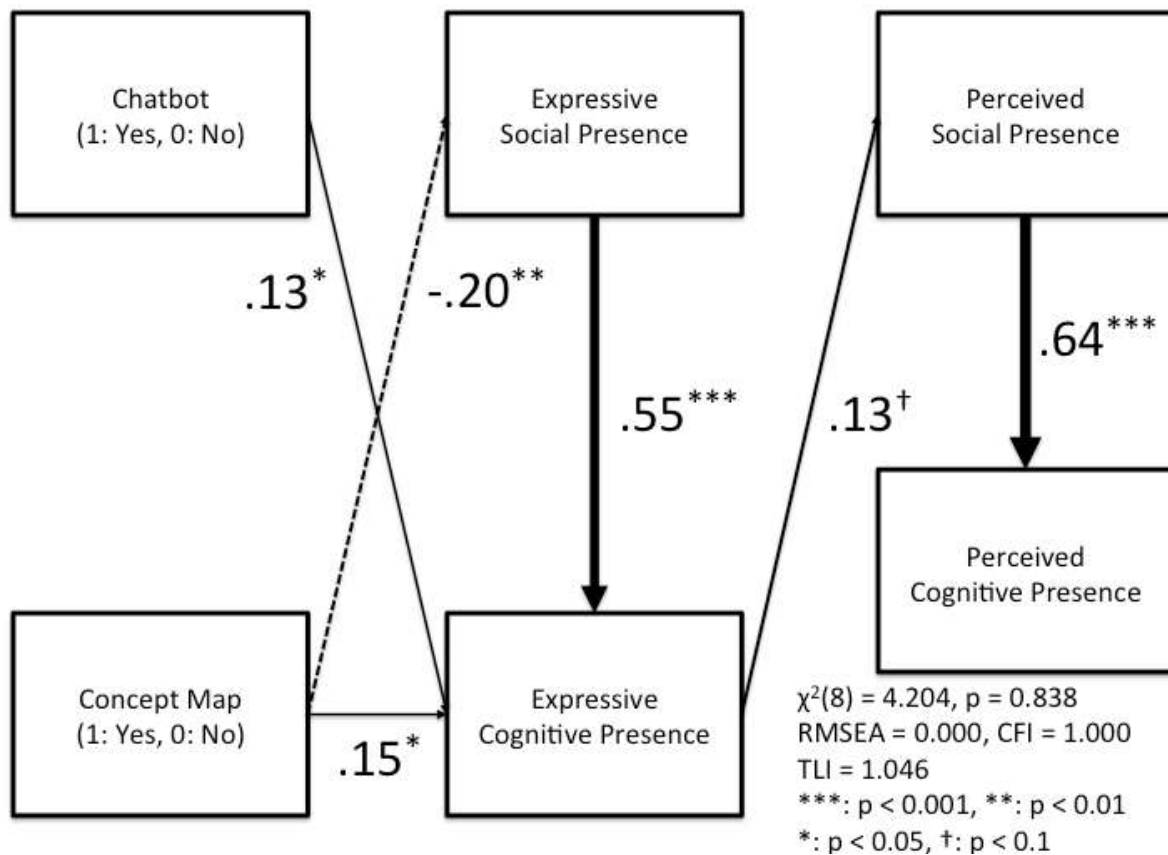 Chatbot
(1: Yes, 0: No)
Expressive
Social Presence
Perceived
Social Presence
.13*
-.20**
.55***
.13†
.64***
Perceived
Cognitive Presence
Concept Map
(1: Yes, 0: No)
.15*
Expressive
Cognitive Presence
χ²(8) = 4.204, p = 0.838
RMSEA = 0.000, CFI = 1.000
TLI = 1.046
***: p < 0.001, **: p < 0.01
*: p < 0.05, †: p < 0.1